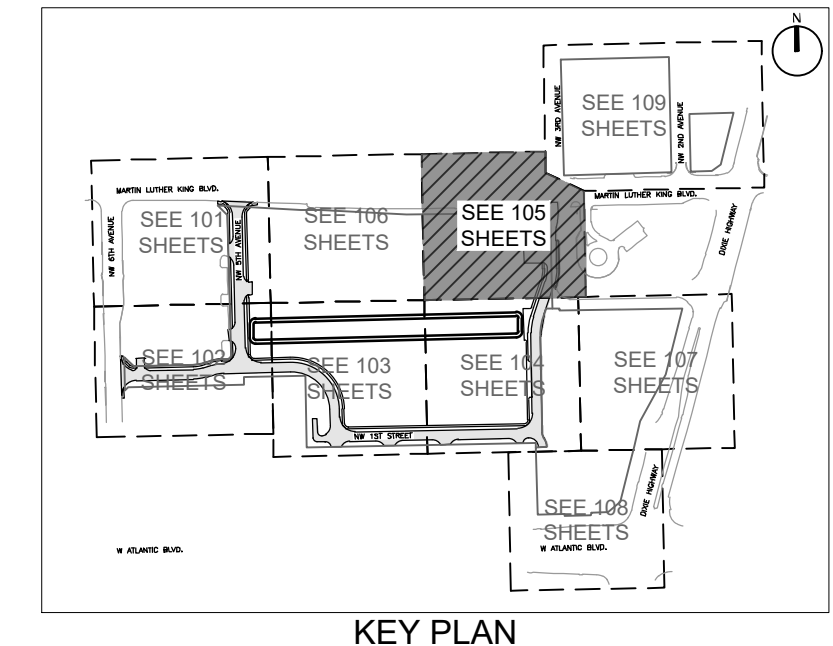 N
NW 3RD AVENUE
SEE 109
SHEETS
NW 2ND AVENUE
MARTIN LUTHER KING BLVD.
MARTIN LUTHER KING BLVD.
NW 6TH AVENUE
SEE 101
SHEETS
NW 5TH AVENUE
SEE 106
SHEETS
SEE 105
SHEETS
DIXIE HIGHWAY
SEE 102
SHEETS
SEE 103
SHEETS
SEE 104
SHEETS
SEE 107
SHEETS
NW 1ST STREET
SEE 108
SHEETS
DIXIE HIGHWAY
W ATLANTIC BLVD.
W ATLANTIC BLVD.
KEY PLAN